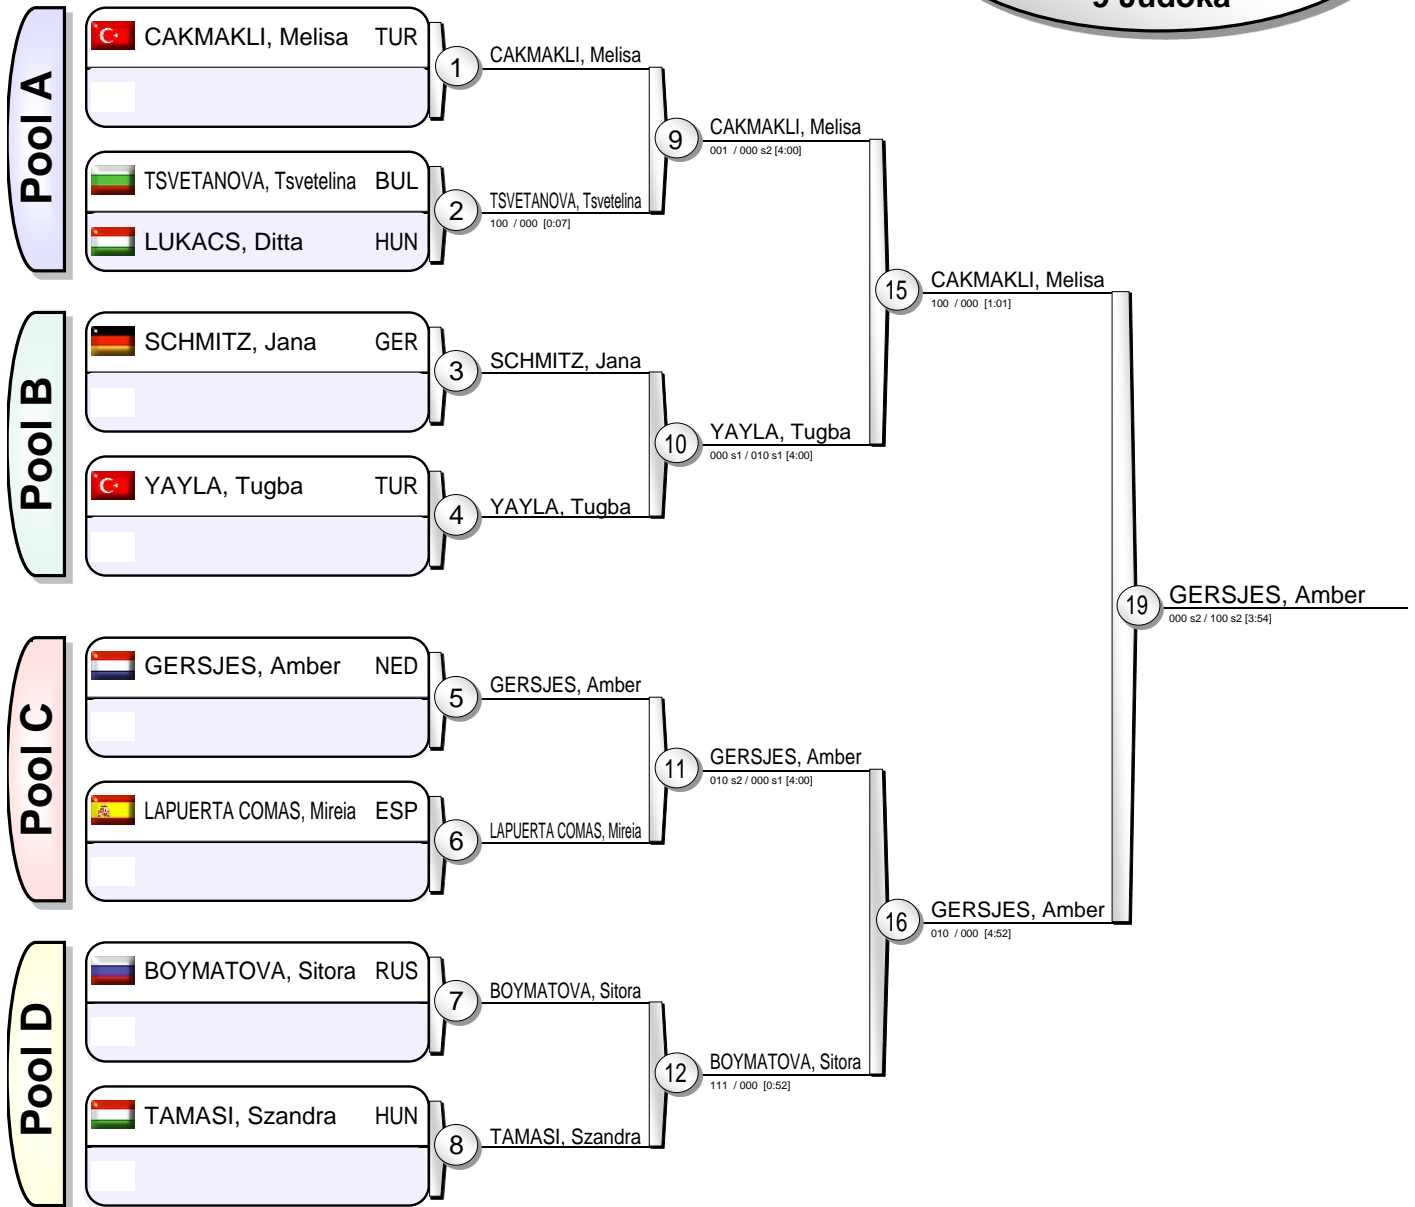 9 Judoka
Pool A
CAKMAKLI, Melisa TUR
TSVETANOVA, Tsvetelina BUL
LUKACS, Ditta HUN
1
CAKMAKLI, Melisa
2
TSVETANOVA, Tsvetelina
100 / 000 [0:07]
9
CAKMAKLI, Melisa
001 / 000 s2 [4:00]
Pool B
SCHMITZ, Jana GER
YAYLA, Tugba TUR
3
SCHMITZ, Jana
4
YAYLA, Tugba
10
YAYLA, Tugba
000 s1 / 010 s1 [4:00]
15
CAKMAKLI, Melisa
100 / 000 [1:01]
Pool C
GERSJES, Amber NED
LAPUERTA COMAS, Mireia ESP
5
GERSJES, Amber
6
LAPUERTA COMAS, Mireia
11
GERSJES, Amber
010 s2 / 000 s1 [4:00]
Pool D
BOYMATOVA, Sitora RUS
TAMASI, Szandra HUN
7
BOYMATOVA, Sitora
8
TAMASI, Szandra
12
BOYMATOVA, Sitora
111 / 000 [0:52]
16
GERSJES, Amber
010 / 000 [4:52]
19
GERSJES, Amber
000 s2 / 100 s2 [3:54]